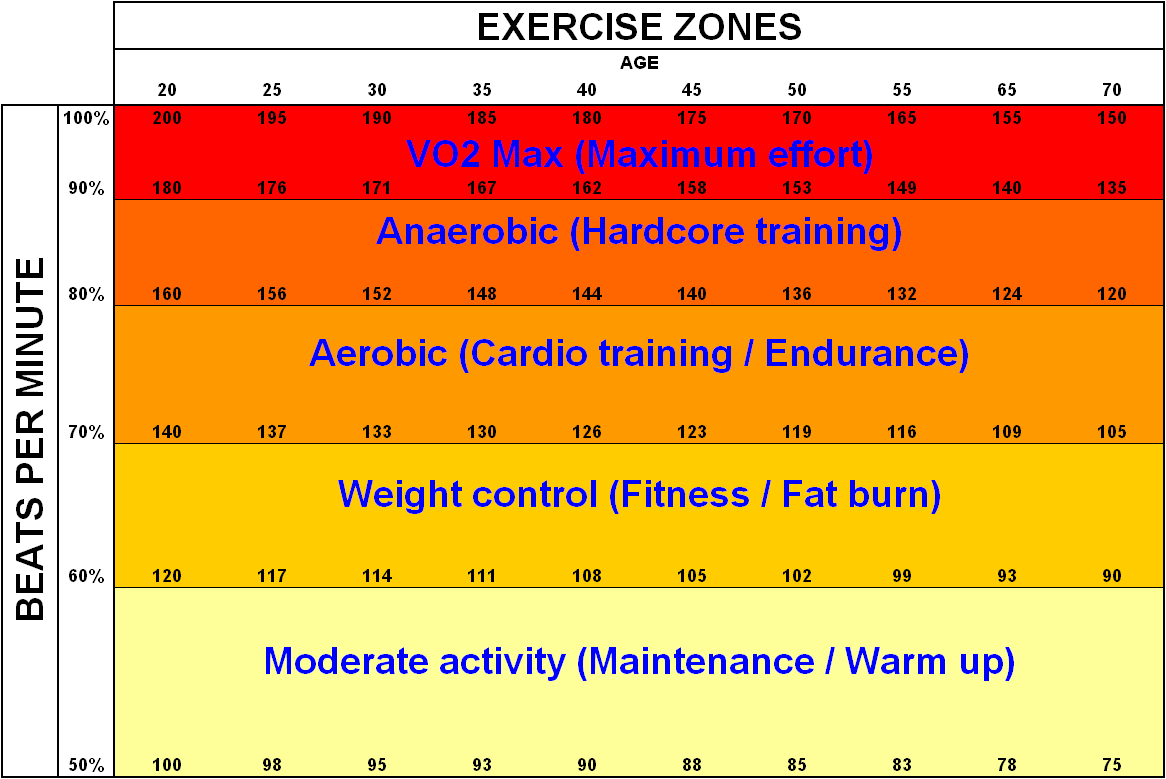 EXERCISE ZONES
AGE
20 25 30 35 40 45 50 55 65 70
BEATS PER MINUTE
100% 200 195 190 185 180 175 170 165 155 150
VO2 Max (Maximum effort)
90% 180 176 171 167 162 158 153 149 140 135
Anaerobic (Hardcore training)
80% 160 156 152 148 144 140 136 132 124 120
Aerobic (Cardio training / Endurance)
70% 140 137 133 130 126 123 119 116 109 105
Weight control (Fitness / Fat burn)
60% 120 117 114 111 108 105 102 99 93 90
Moderate activity (Maintenance / Warm up)
50% 100 98 95 93 90 88 85 83 78 75